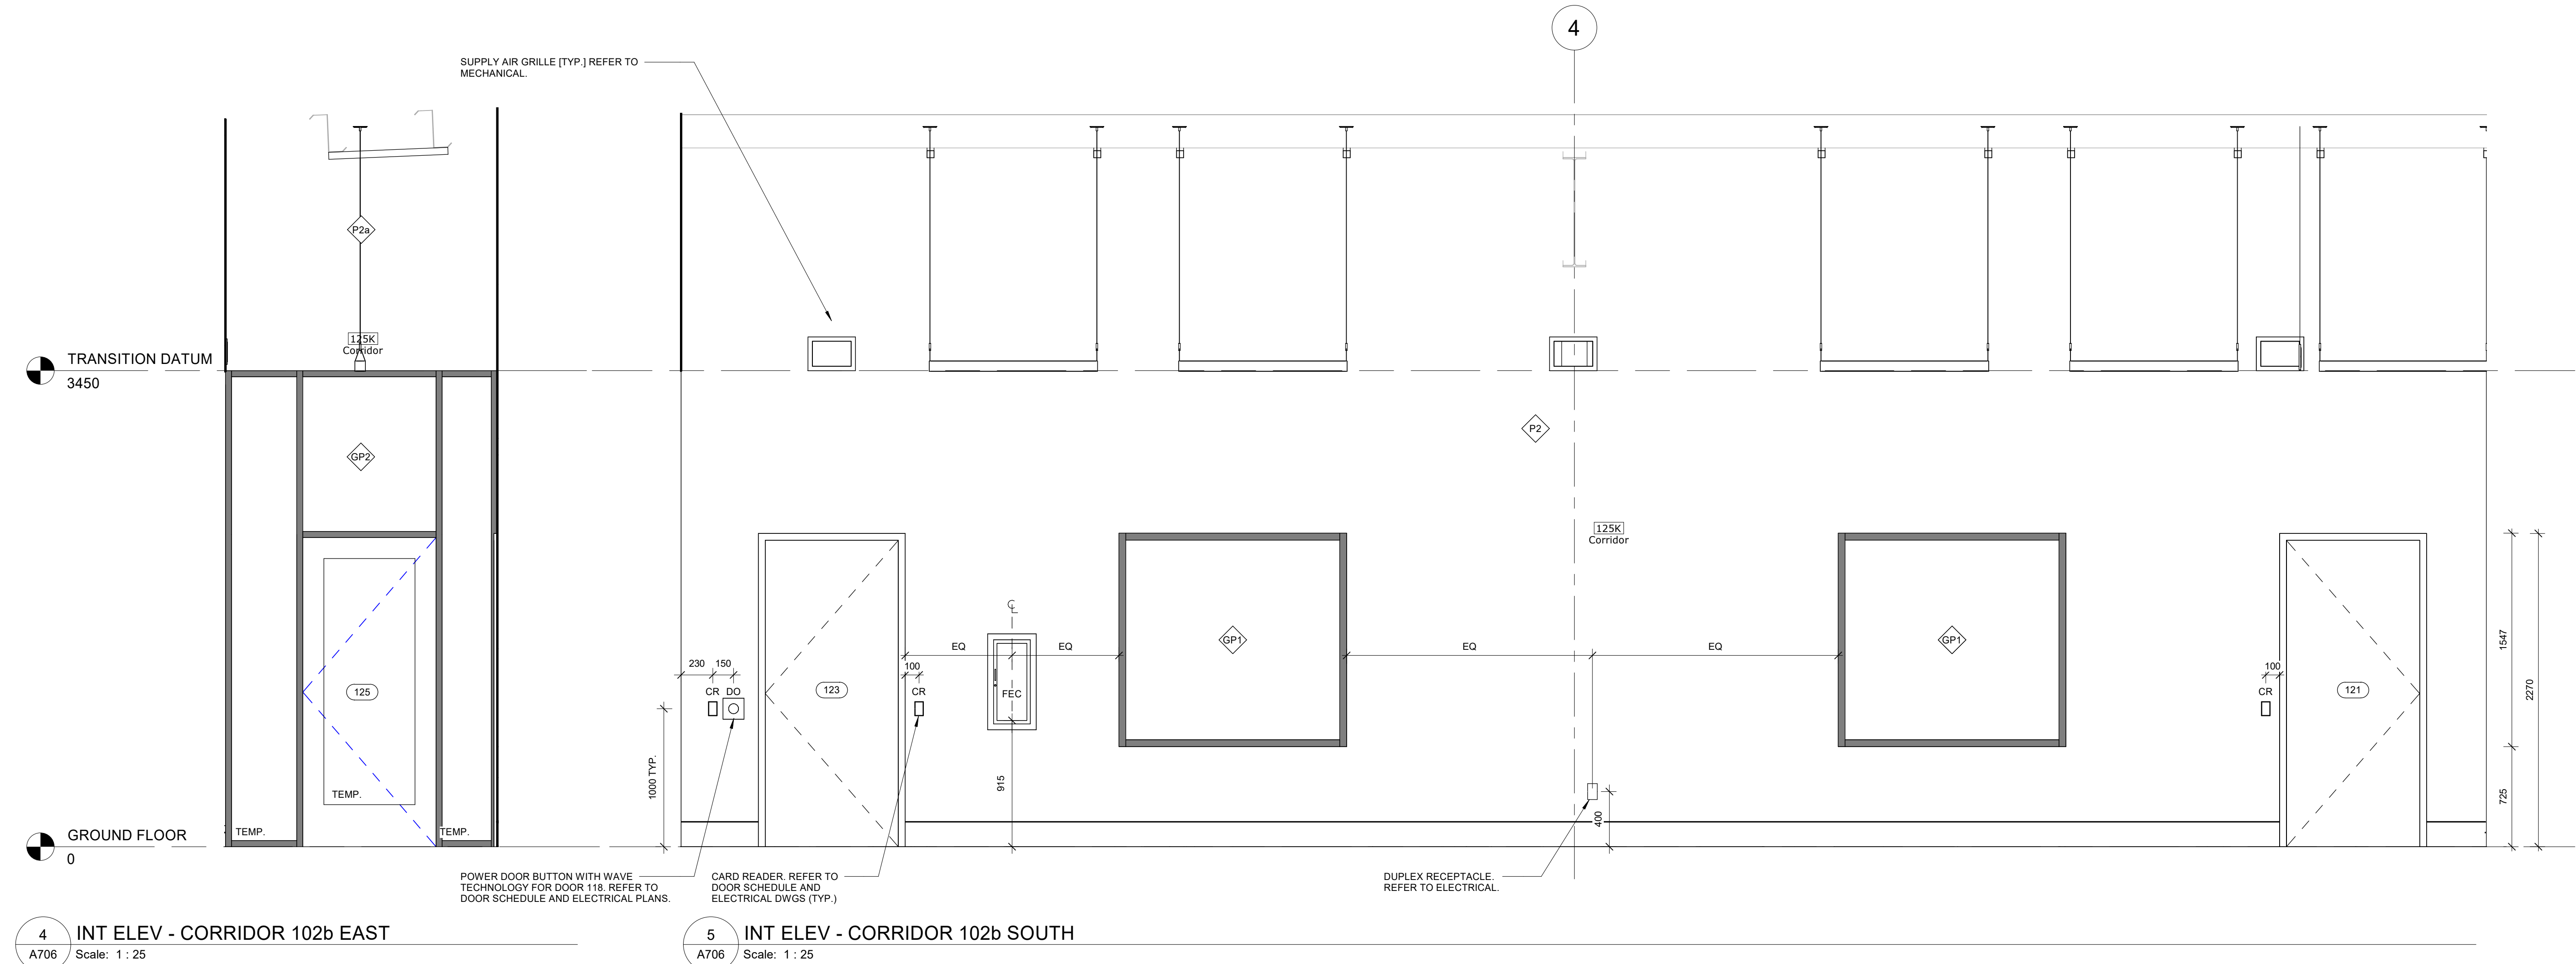 4
SUPPLY AIR GRILLE [TYP.] REFER TO
MECHANICAL.
P2a
125K
Corridor
TRANSITION DATUM
3450
GP2
125
TEMP.
TEMP.
TEMP.
GROUND FLOOR
0
P2
125K
Corridor
GP1
GP1
EQ
EQ
EQ
EQ
230
150
100
100
CR
DO
CR
CR
123
FEC
121
1000 TYP.
915
400
1547
2270
725
POWER DOOR BUTTON WITH WAVE
TECHNOLOGY FOR DOOR 118. REFER TO
DOOR SCHEDULE AND ELECTRICAL PLANS.
CARD READER. REFER TO
DOOR SCHEDULE AND
ELECTRICAL DWGS (TYP.)
DUPLEX RECEPTACLE.
REFER TO ELECTRICAL.
4
A706
INT ELEV - CORRIDOR 102b EAST
Scale: 1 : 25
5
A706
INT ELEV - CORRIDOR 102b SOUTH
Scale: 1 : 25